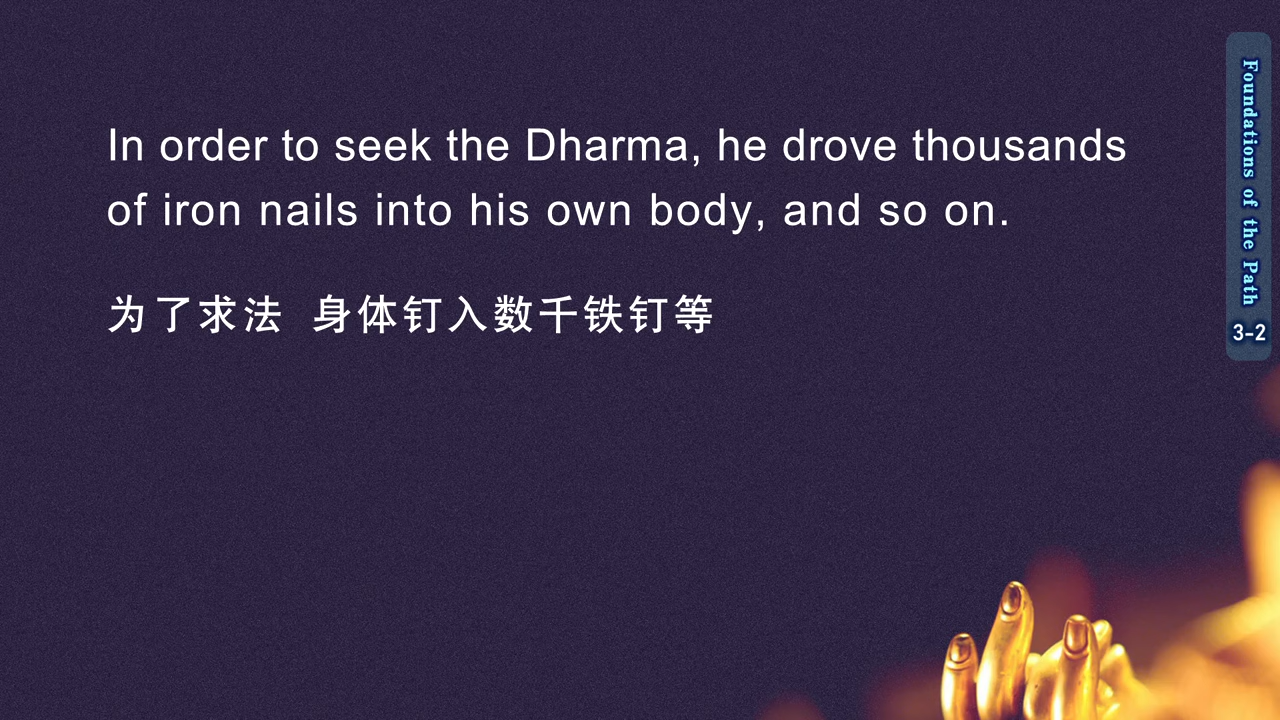 In order to seek the Dharma, he drove thousands
of iron nails into his own body, and so on.
为了求法 身体钉入数千铁钉等
Foundations of the Path
3-2